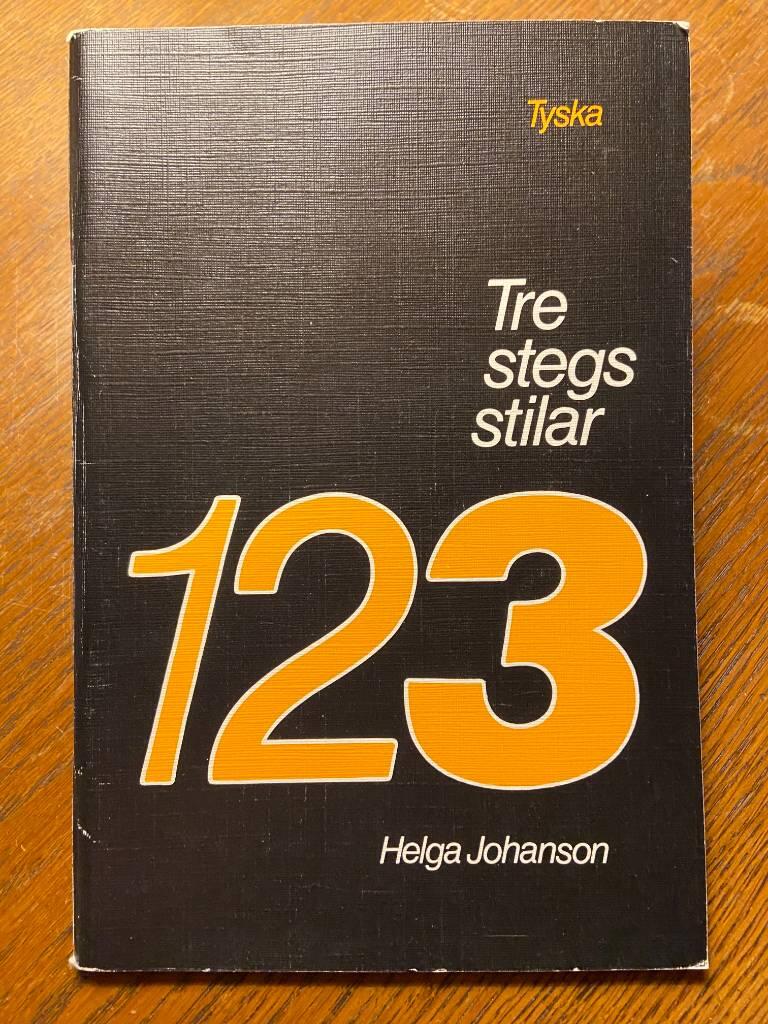 Tyska
Tre
stegs
stilar
123
Helga Johanson